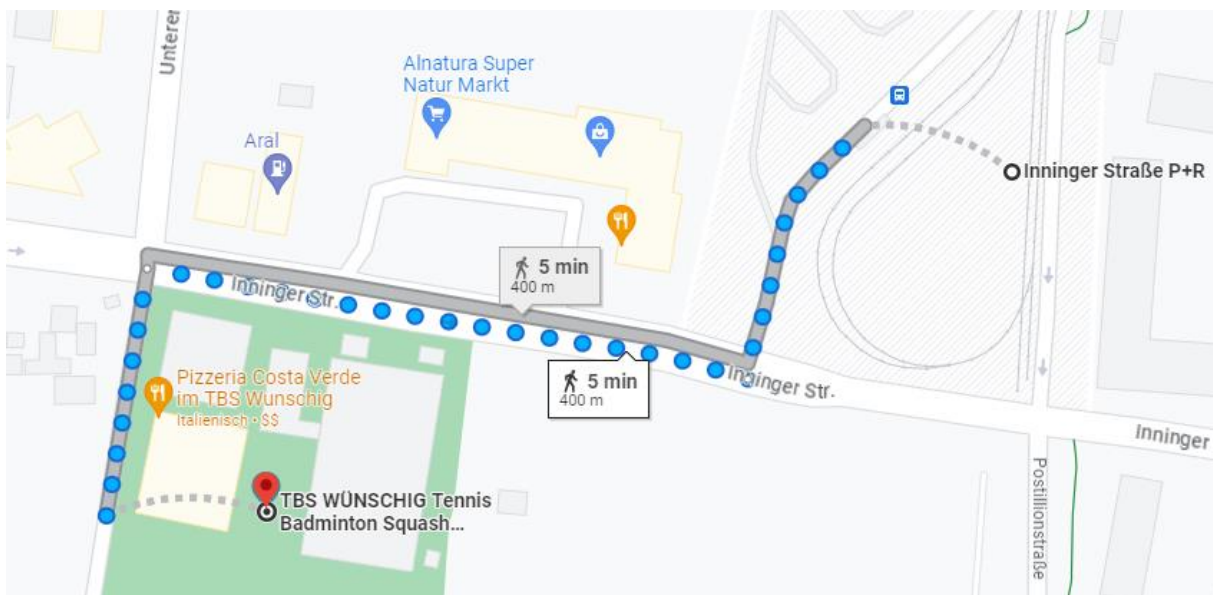 Unterer
Alnatura Super
Natur Markt
Aral
Inninger Straße P+R
5 min
400 m
Inninger Str.
5 min
400 m
Inninger Str.
Pizzeria Costa Verde
im TBS Wunschig
Italienisch • $$
Inninger
Postillionstraße
TBS WÜNSCHIG Tennis
Badminton Squash...